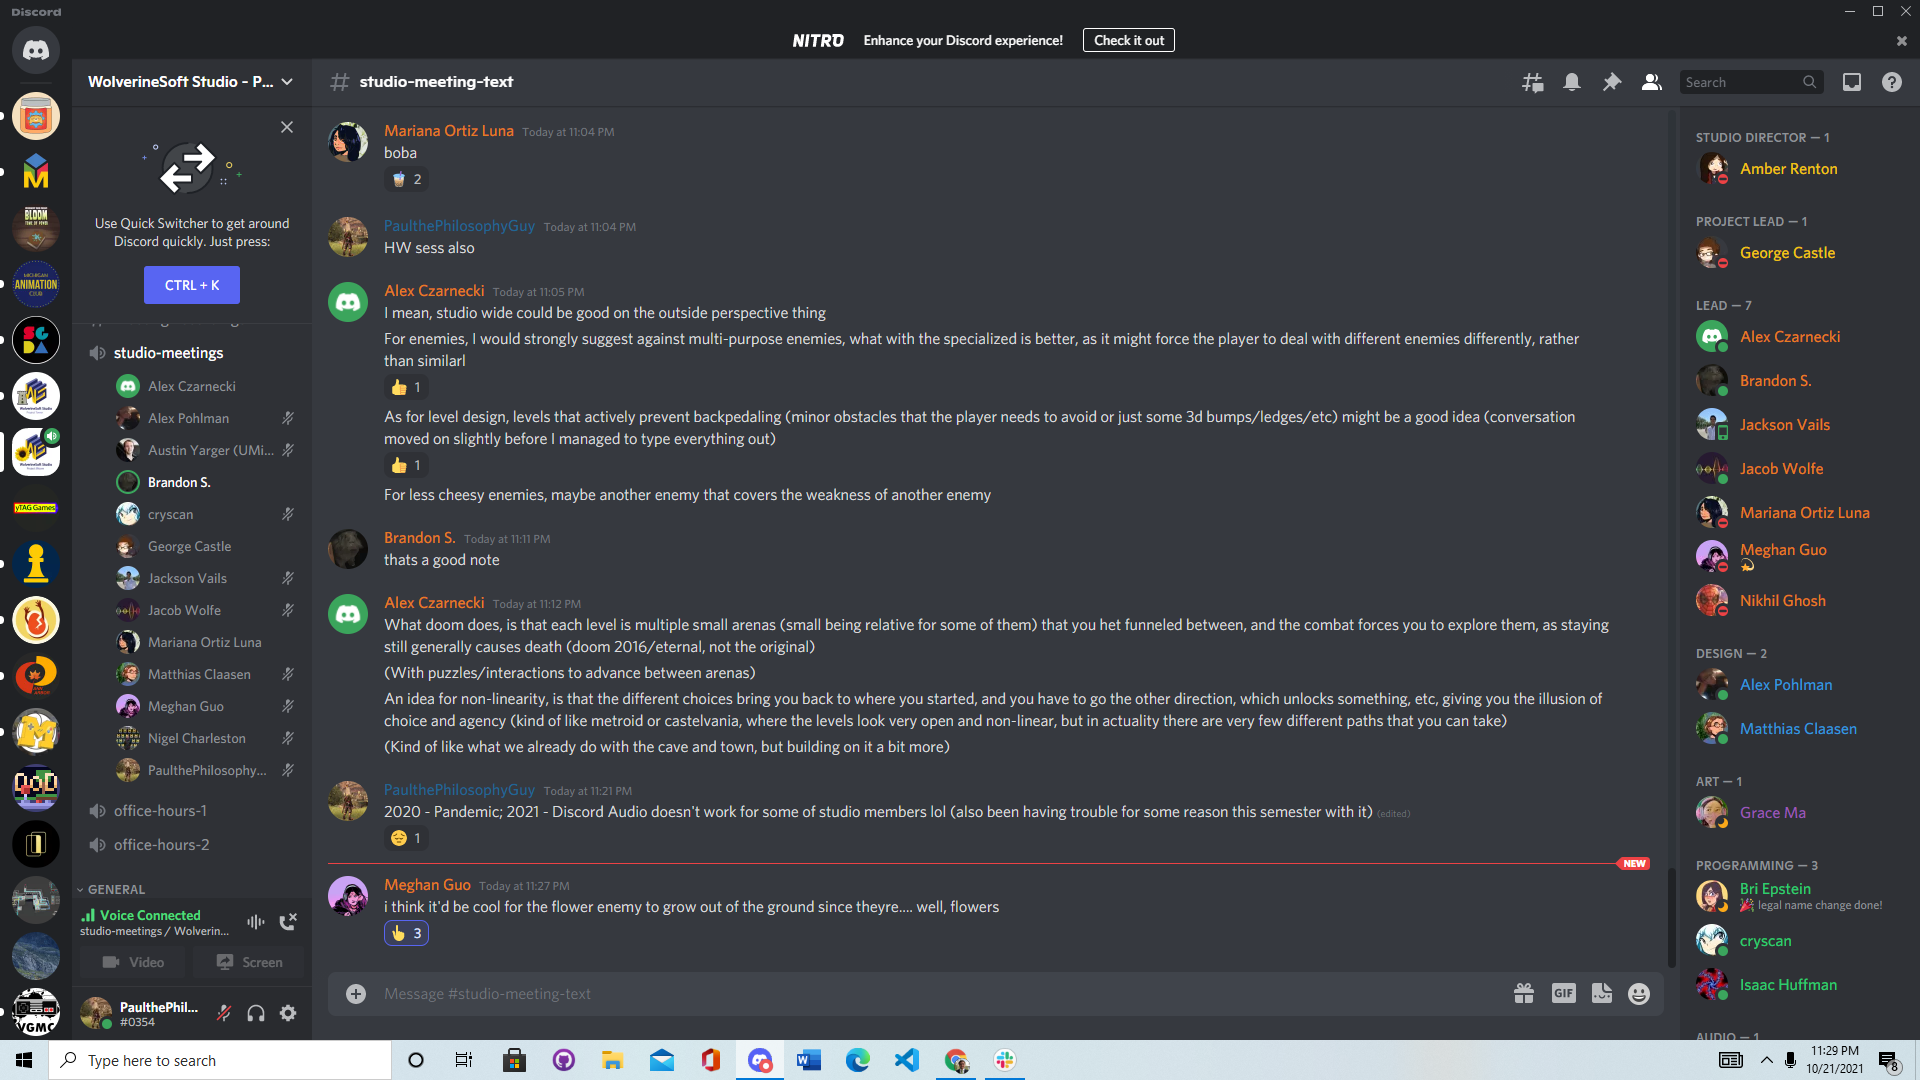 Discord
NITRO Enhance your Discord experience! Check it out
WolverineSoft Studio - P...
studio-meeting-text
Search
Use Quick Switcher to get around
Discord quickly. Just press:
CTRL + K
studio-meetings
Alex Czarnecki
Alex Pohlman
Austin Yarger (UMi...
Brandon S.
cryscan
George Castle
Jackson Vails
Jacob Wolfe
Mariana Ortiz Luna
Matthias Claasen
Meghan Guo
Nigel Charleston
PaulthePhilosophy...
office-hours-1
office-hours-2
GENERAL
Voice Connected
studio-meetings / Wolverin...
Video
Screen
PaulthePhil...
#0354
Mariana Ortiz Luna Today at 11:04 PM
boba
2
PaulthePhilosophyGuy Today at 11:04 PM
HW sess also
Alex Czarnecki Today at 11:05 PM
I mean, studio wide could be good on the outside perspective thing
For enemies, I would strongly suggest against multi-purpose enemies, what with the specialized is better, as it might force the player to deal with different enemies differently, rather
than similarl
1
As for level design, levels that actively prevent backpedaling (minor obstacles that the player needs to avoid or just some 3d bumps/ledges/etc) might be a good idea (conversation
moved on slightly before I managed to type everything out)
1
For less cheesy enemies, maybe another enemy that covers the weakness of another enemy
Brandon S. Today at 11:11 PM
thats a good note
Alex Czarnecki Today at 11:12 PM
What doom does, is that each level is multiple small arenas (small being relative for some of them) that you het funneled between, and the combat forces you to explore them, as staying
still generally causes death (doom 2016/eternal, not the original)
(With puzzles/interactions to advance between arenas)
An idea for non-linearity, is that the different choices bring you back to where you started, and you have to go the other direction, which unlocks something, etc, giving you the illusion of
choice and agency (kind of like metroid or castelvania, where the levels look very open and non-linear, but in actuality there are very few different paths that you can take)
(Kind of like what we already do with the cave and town, but building on it a bit more)
PaulthePhilosophyGuy Today at 11:21 PM
2020 - Pandemic; 2021 - Discord Audio doesn't work for some of studio members lol (also been having trouble for some reason this semester with it) (edited)
1
NEW
Meghan Guo Today at 11:27 PM
i think it'd be cool for the flower enemy to grow out of the ground since theyre.... well, flowers
3
Message #studio-meeting-text
GIF
STUDIO DIRECTOR — 1
Amber Renton
PROJECT LEAD — 1
George Castle
LEAD — 7
Alex Czarnecki
Brandon S.
Jackson Vails
Jacob Wolfe
Mariana Ortiz Luna
Meghan Guo
Nikhil Ghosh
DESIGN — 2
Alex Pohlman
Matthias Claasen
ART — 1
Grace Ma
PROGRAMMING — 3
Bri Epstein
legal name change done!
cryscan
Isaac Huffman
AUDIO — 1
BLOOM
MICHIGAN
ANIMATION
CLUB
yTAG Games
VGMC
Type here to search
11:29 PM
10/21/2021
8